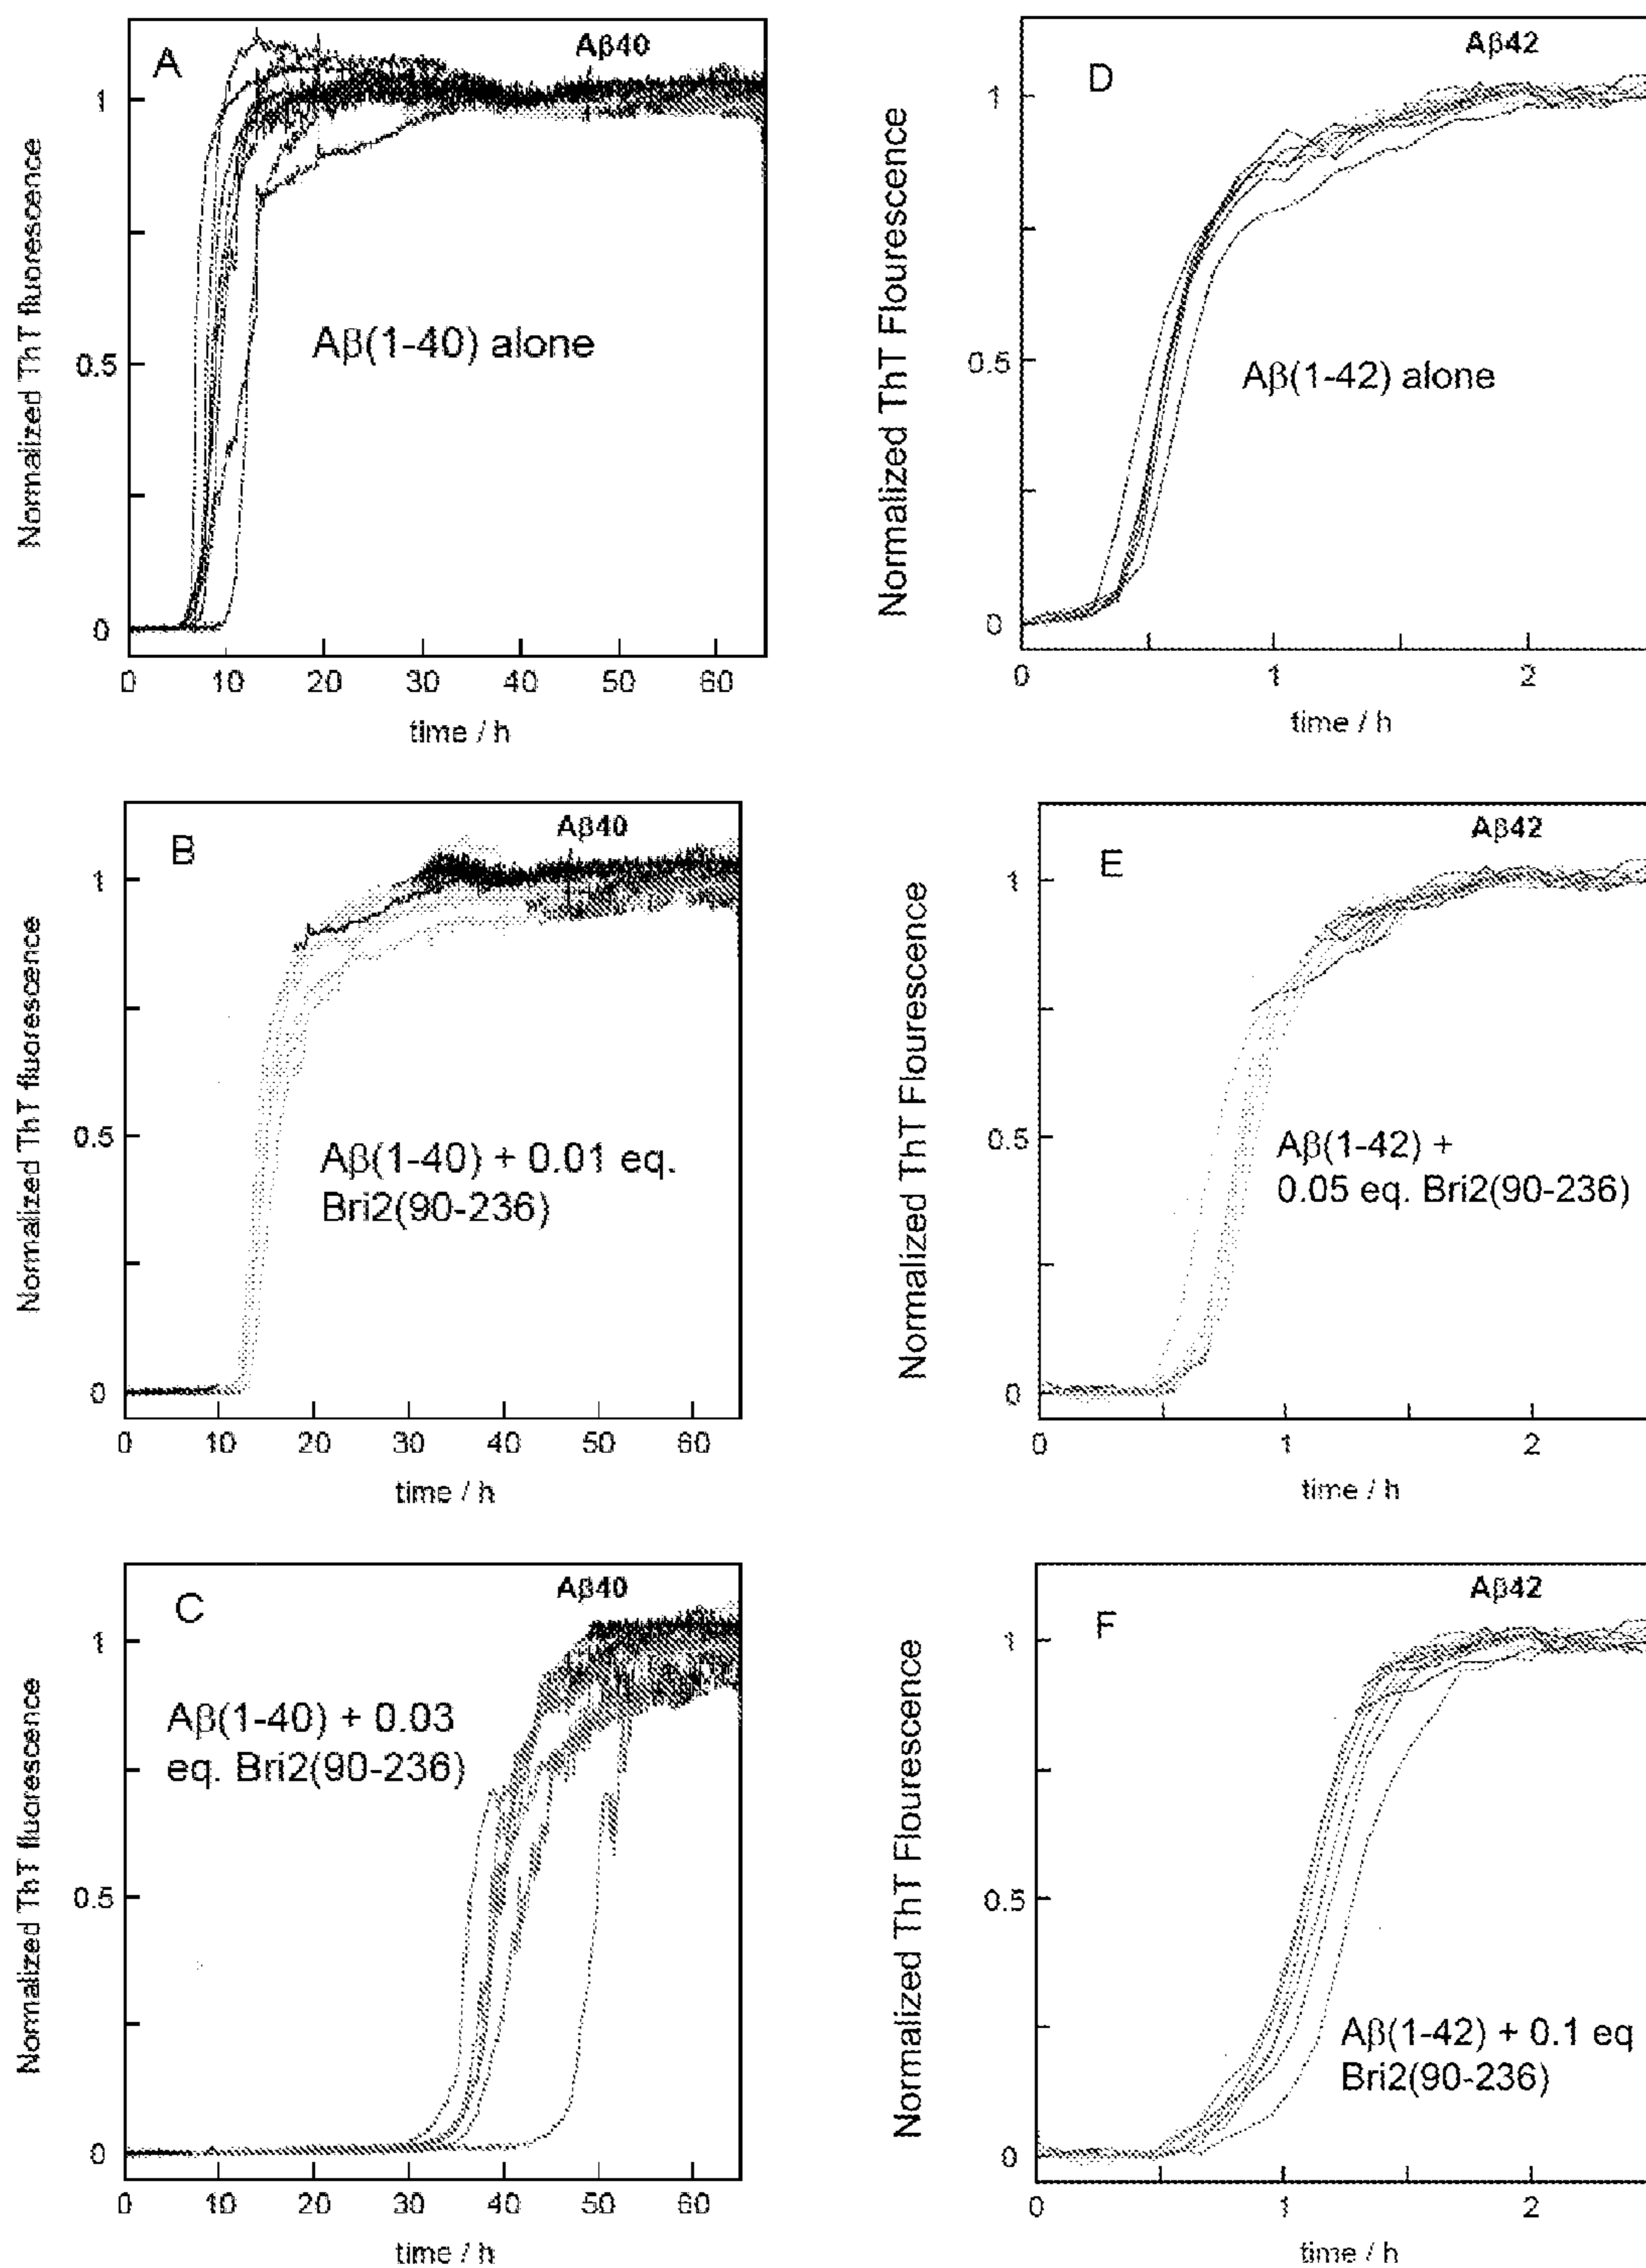 A
Aβ40
Normalized ThT fluorescence
1
0.5
0
Aβ(1-40) alone
0 10 20 30 40 50 60
time / h
D
Aβ42
Normalized ThT Flourescence
1
0.5
0
Aβ(1-42) alone
0 1 2
time / h
B
Aβ40
Normalized ThT fluorescence
1
0.5
0
Aβ(1-40) + 0.01 eq.
Bri2(90-236)
0 10 20 30 40 50 60
time / h
E
Aβ42
Normalized ThT Flourescence
1
0.5
0
Aβ(1-42) +
0.05 eq. Bri2(90-236)
0 1 2
time / h
C
Aβ40
Normalized ThT fluorescence
1
0.5
0
Aβ(1-40) + 0.03
eq. Bri2(90-236)
0 10 20 30 40 50 60
time / h
F
Aβ42
Normalized ThT Flourescence
1
0.5
0
Aβ(1-42) + 0.1 eq
Bri2(90-236)
0 1 2
time / h